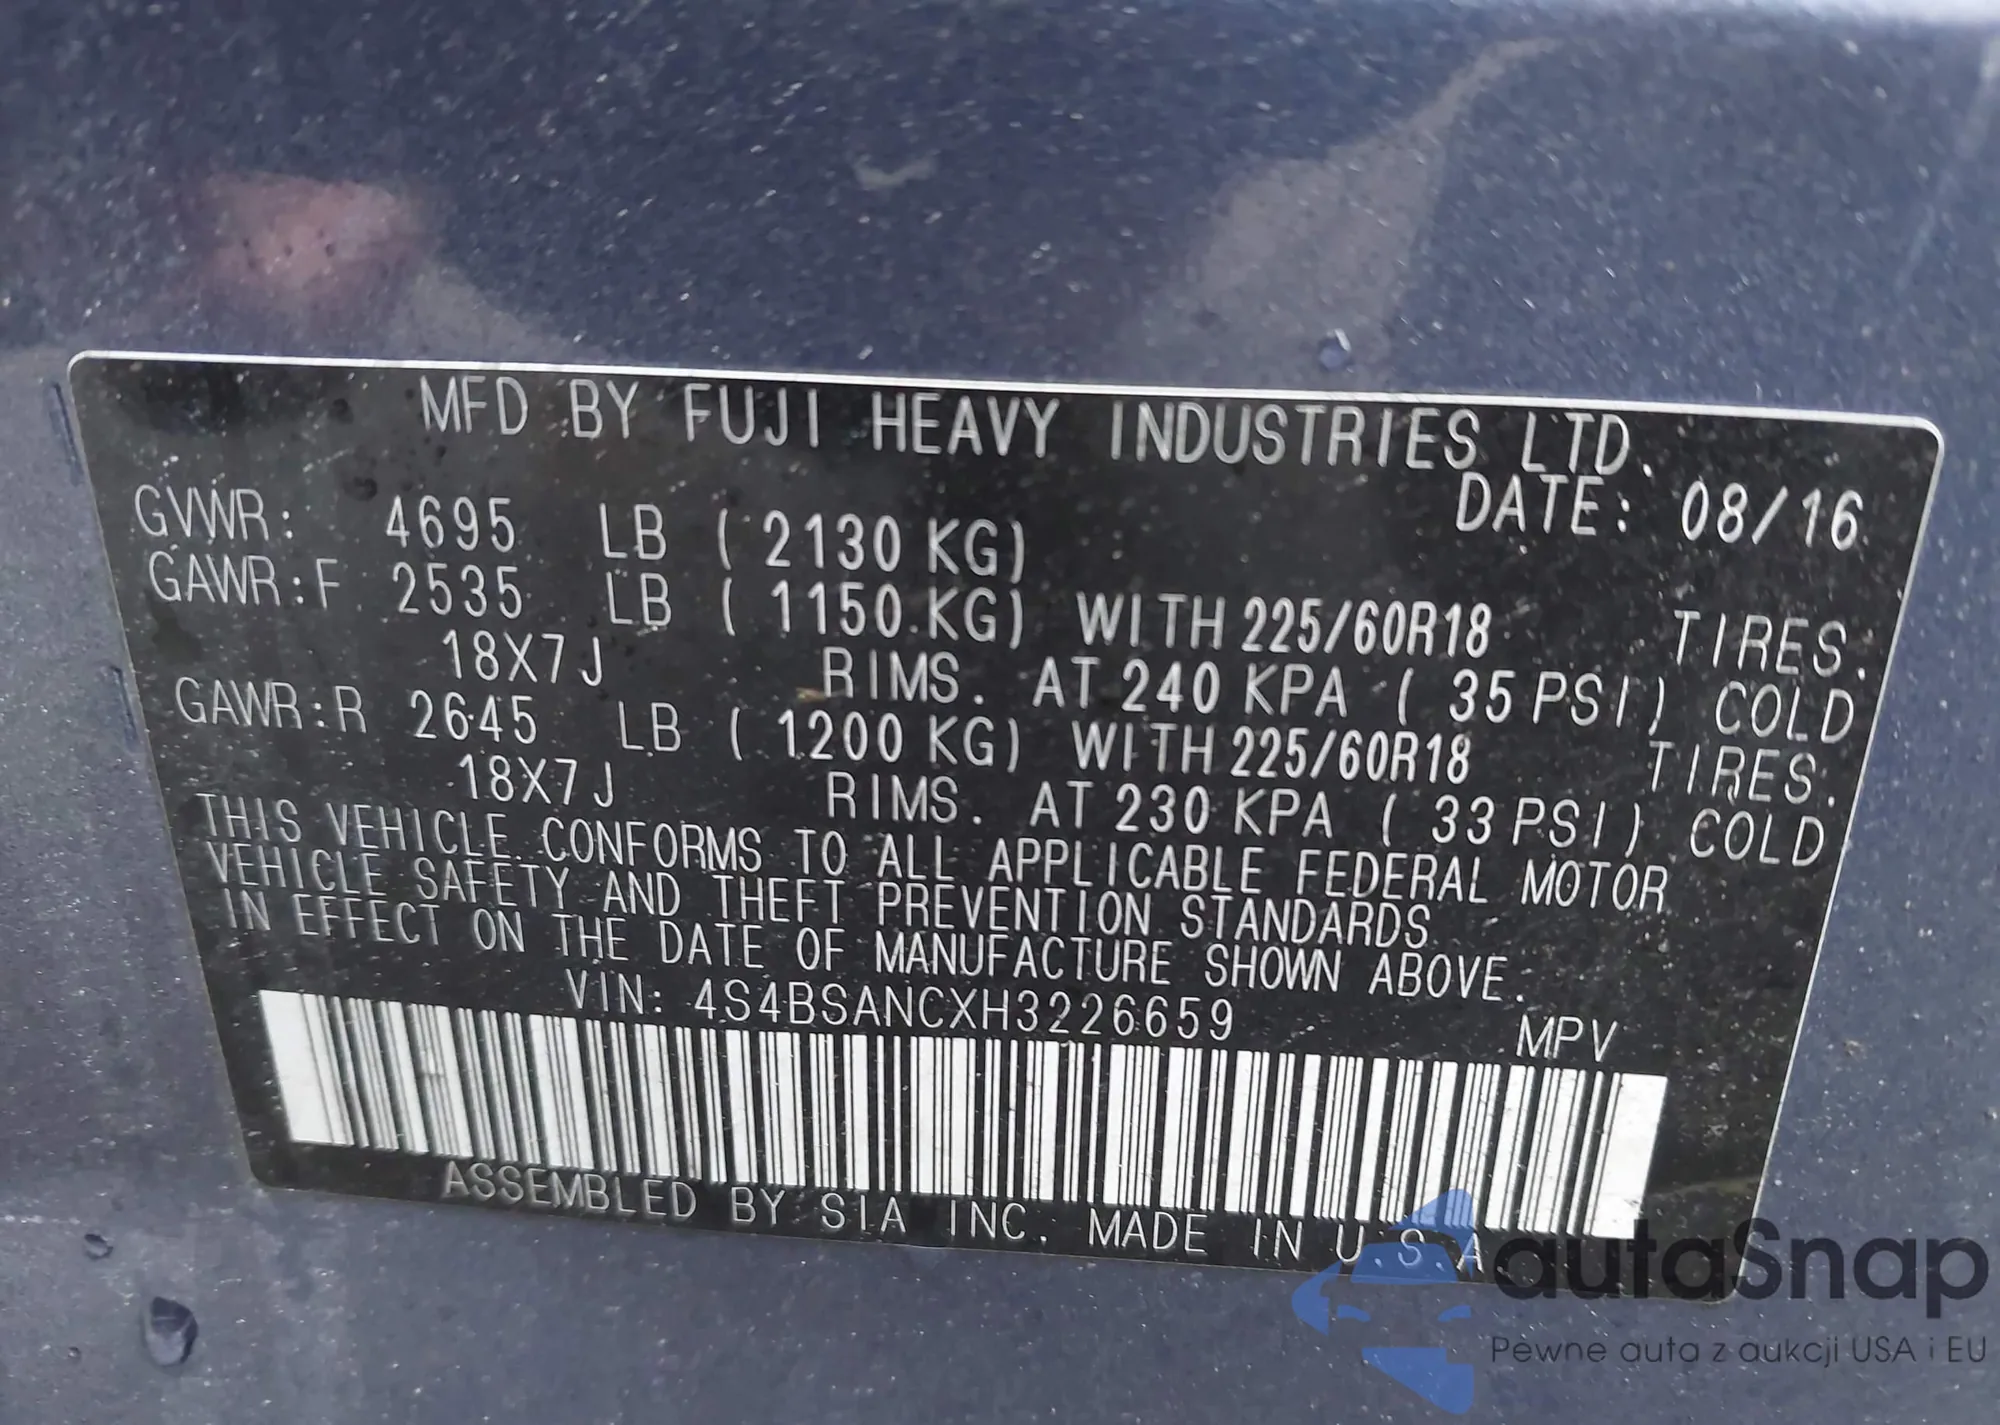 MFD BY FUJI HEAVY INDUSTRIES LTD.
DATE: 08/16
GVWR: 4695 LB ( 2130 KG)
GAWR:F 2535 LB ( 1150 KG) WITH 225/60R18 TIRES.
18X7J RIMS. AT 240 KPA ( 35 PSI) COLD
GAWR:R 2645 LB ( 1200 KG) WITH 225/60R18 TIRES.
18X7J RIMS. AT 230 KPA ( 33 PSI) COLD
THIS VEHICLE CONFORMS TO ALL APPLICABLE FEDERAL MOTOR
VEHICLE SAFETY AND THEFT PREVENTION STANDARDS
IN EFFECT ON THE DATE OF MANUFACTURE SHOWN ABOVE.
VIN: 4S4BSANCXH3226659 MPV
ASSEMBLED BY SIA INC. MADE IN U.S.A.
autaSnap
Pewne auta z aukcji USA i EU